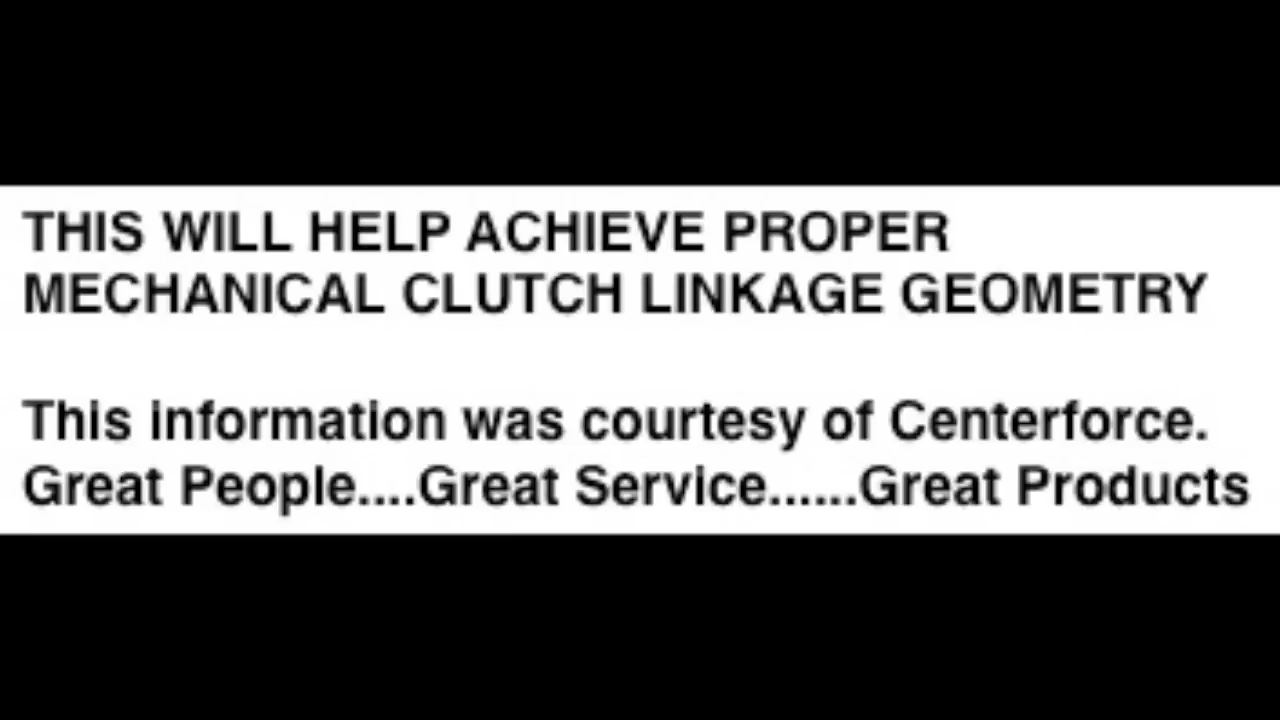 THIS WILL HELP ACHIEVE PROPER
MECHANICAL CLUTCH LINKAGE GEOMETRY
This information was courtesy of Centerforce.
Great People....Great Service......Great Products